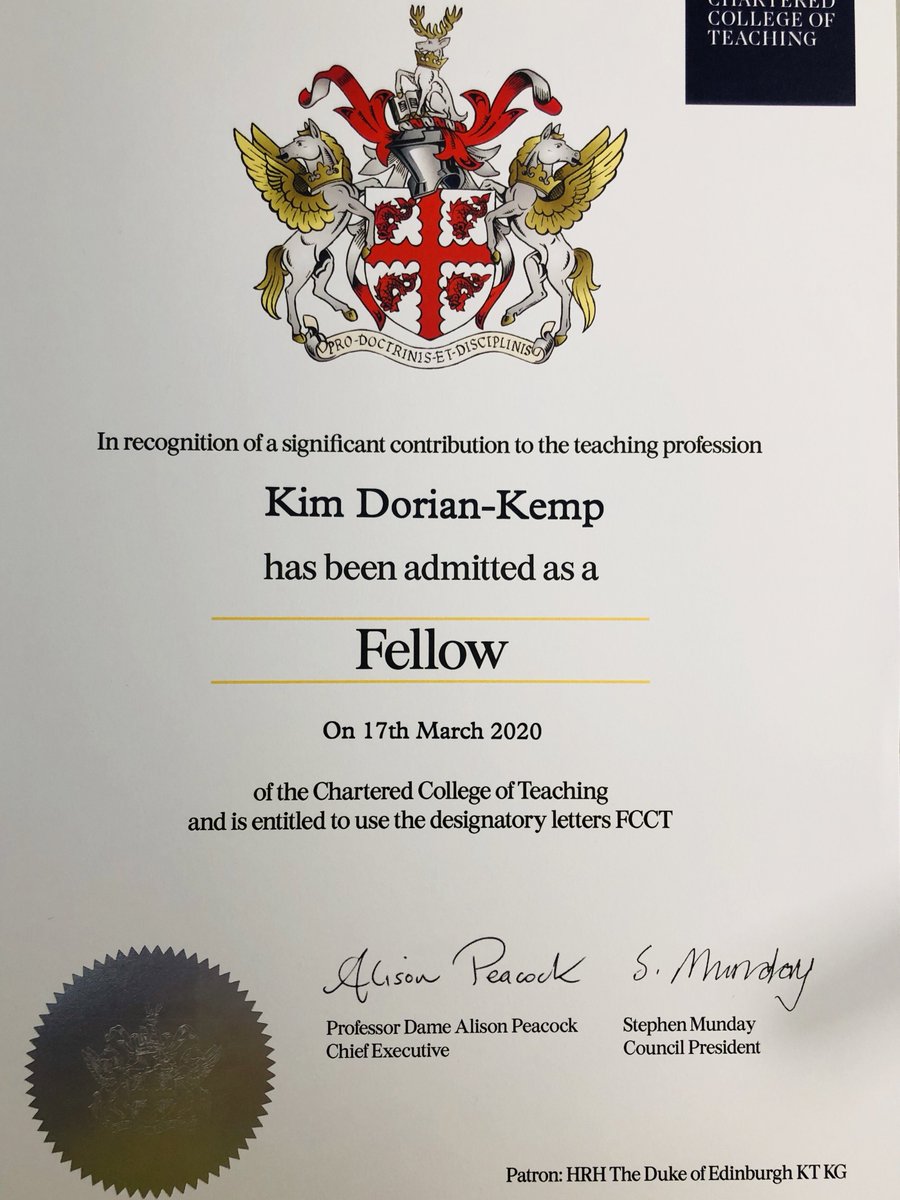 CHARTERED
COLLEGE OF
TEACHING
PRO-DOCTRINIS-ET-DISCIPLINIS
In recognition of a significant contribution to the teaching profession
Kim Dorian-Kemp
has been admitted as a
Fellow
On 17th March 2020
of the Chartered College of Teaching
and is entitled to use the designatory letters FCCT
Alison Peacock S. Munday
Professor Dame Alison Peacock Stephen Munday
Chief Executive Council President
Patron: HRH The Duke of Edinburgh KT KG